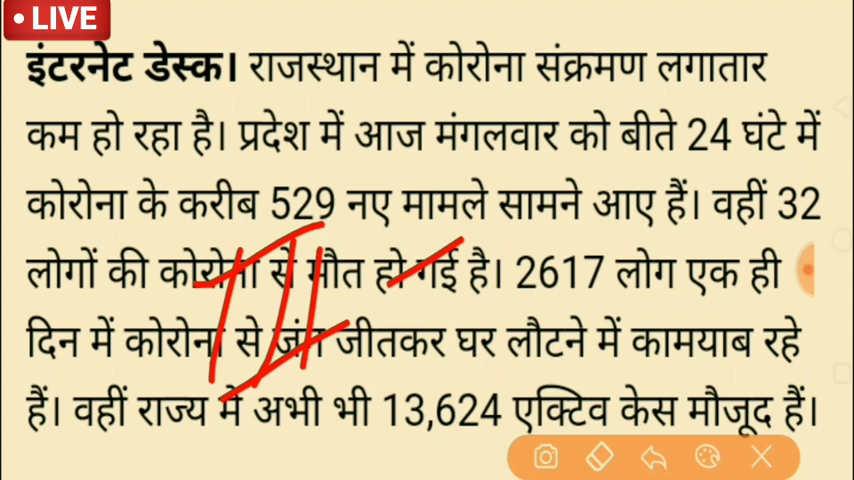 LIVE
इंटरनेट डेस्क। राजस्थान में कोरोना संक्रमण लगातार
कम हो रहा है। प्रदेश में आज मंगलवार को बीते 24 घंटे में
कोरोना के करीब 529 नए मामले सामने आए हैं। वहीं 32
लोगों की कोरोना से मौत हो गई है। 2617 लोग एक ही
दिन में कोरोना से जंग जीतकर घर लौटने में कामयाब रहे
हैं। वहीं राज्य में अभी भी 13,624 एक्टिव केस मौजूद हैं।